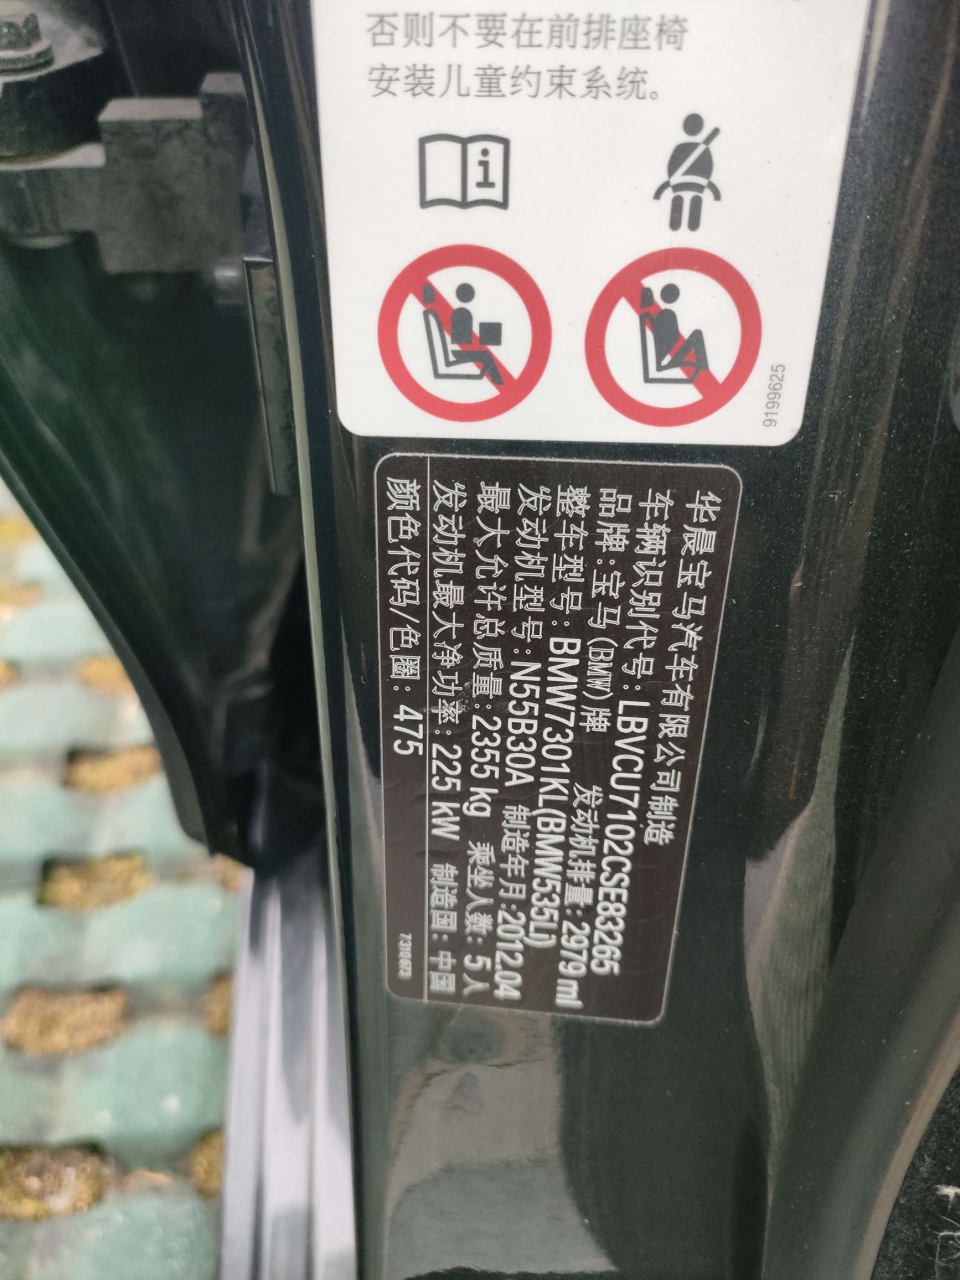 否则不要在前排座椅
安装儿童约束系统。
9199625
华晨宝马汽车有限公司制造
车辆识别代号:LBVCU7102CSE83265
品牌:宝马(BMW)牌 发动机排量:2979 ml
整车型号:BMW7301KL(BMW535Li)
发动机型号:N55B30A 制造年月:2012.04
最大允许总质量:2355 kg 乘坐人数: 5 人
发动机最大净功率: 225 kW 制造国: 中国
颜色代码/色圈: 475